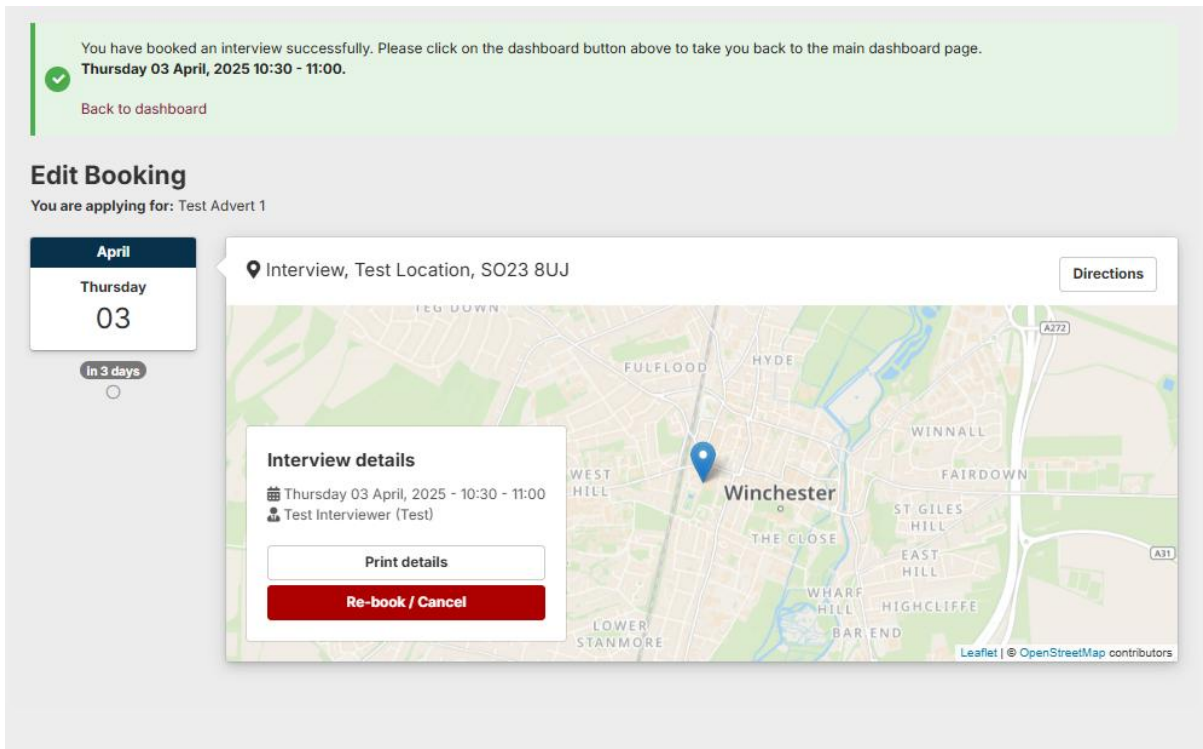 You have booked an interview successfully. Please click on the dashboard button above to take you back to the main dashboard page.
Thursday 03 April, 2025 10:30 - 11:00.
Back to dashboard
Edit Booking
You are applying for: Test Advert 1
April
Thursday
03
in 3 days
Interview, Test Location, SO23 8UJ
Directions
TEG DOWN
A272
FULFLOOD
HYDE
WINNALL
Interview details
Thursday 03 April, 2025 - 10:30 - 11:00
Test Interviewer (Test)
Print details
Re-book / Cancel
WEST
HILL
Winchester
FAIRDOWN
ST GILES
HILL
THE CLOSE
EAST
HILL
A31
WHARF
HILL
HIGHCLIFFE
LOWER
STANMORE
BAR END
Leaflet | © OpenStreetMap contributors